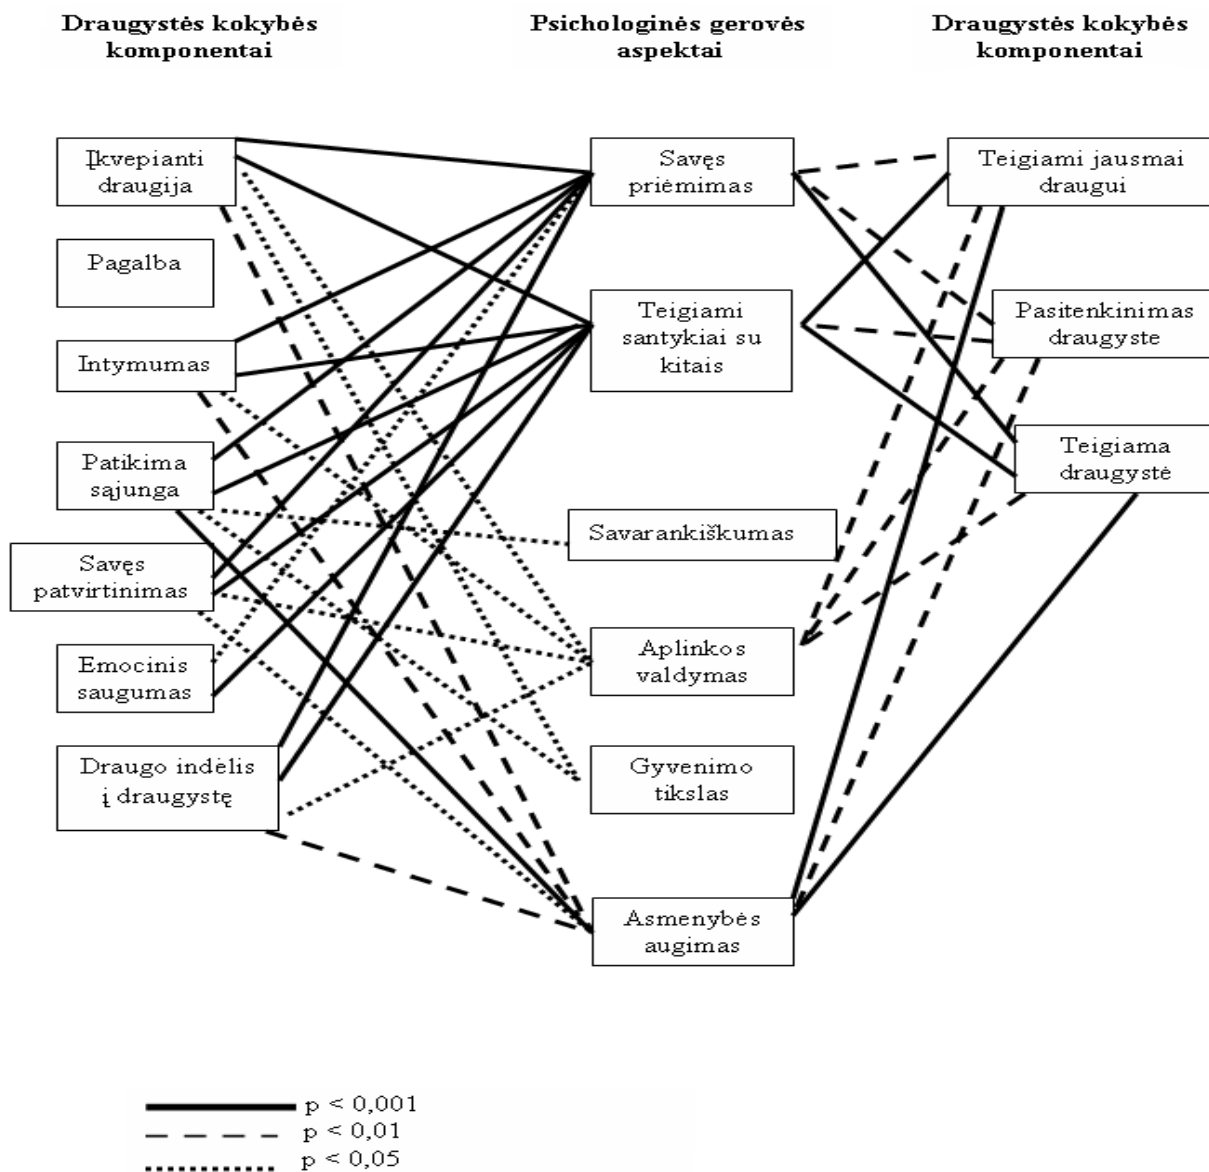 Draugystės kokybės
komponentai
Psichologinės gerovės
aspektai
Draugystės kokybės
komponentai
Įkvepianti
draugija
Pagalba
Intymumas
Patikima
sąjunga
Savęs
patvirtinimas
Emocinis
saugumas
Draugo indėlis
į draugystę
Savęs
priėmimas
Teigiami
santykiai su
kitais
Savarankiškumas
Aplinkos
valdymas
Gyvenimo
tikslas
Asmenybės
augimas
Teigiami jausmai
draugui
Pasitenkinimas
draugyste
Teigiama
draugystė
p < 0,001
p < 0,01
p < 0,05